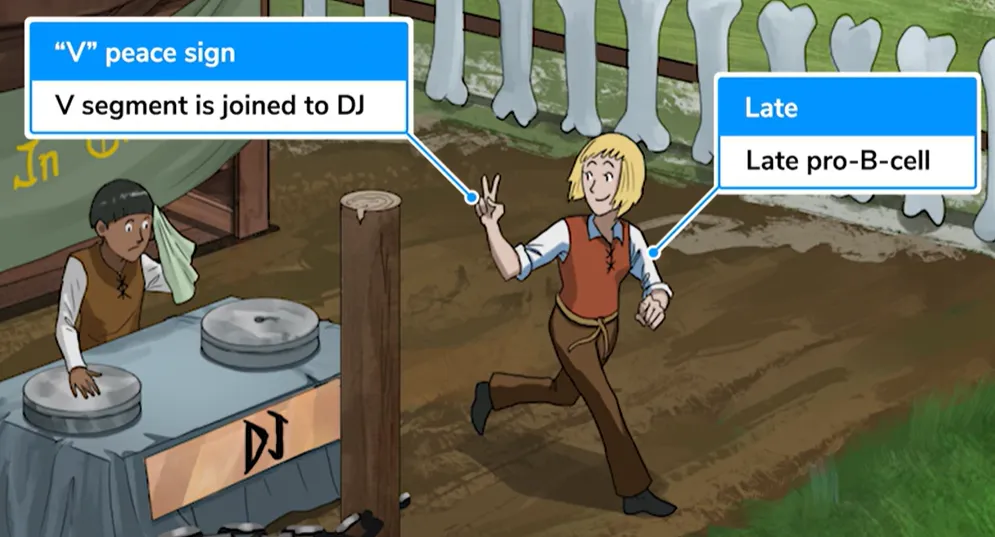 “V” peace sign
V segment is joined to DJ
Late
Late pro-B-cell
In
DJ